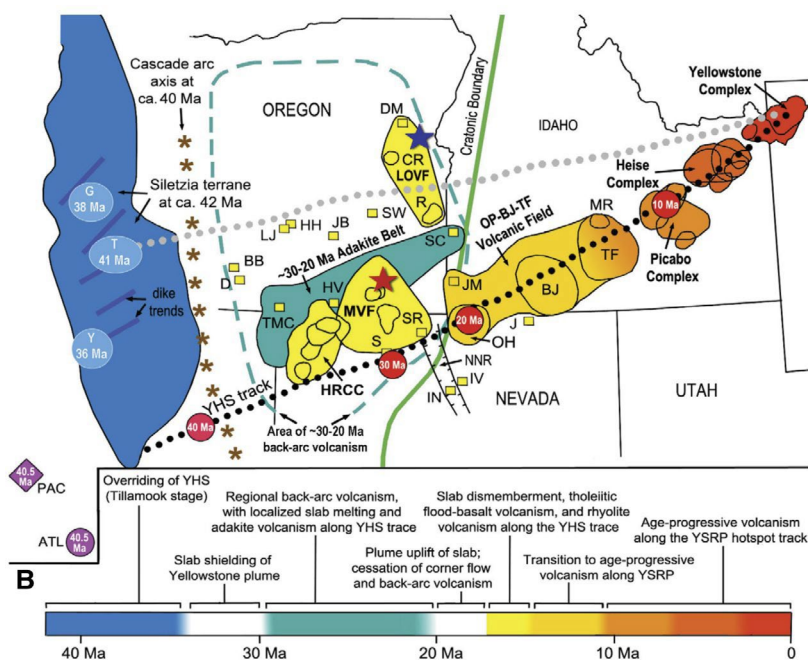 Cascade arc
axis at
ca. 40 Ma
OREGON
DM
CR
LOVF
R
Cratonic Boundary
IDAHO
Yellowstone
Complex
Heise
Complex
10 Ma
Picabo
Complex
G
38 Ma
Siletzia terrane
at ca. 42 Ma
T
41 Ma
dike
trends
Y
36 Ma
LJ
HH
JB
SW
BB
D
~30-20 Ma Adakite Belt
SC
OP-BJ-TF
Volcanic Field
MR
TF
BJ
JM
HV
TMC
MVF
SR
S
20 Ma
OH
J
30 Ma
HRCC
NNR
IV
IN
NEVADA
UTAH
YHS track
40 Ma
Area of ~30-20 Ma
back-arc volcanism
40.5
Ma
PAC
ATL
40.5
Ma
Overriding of YHS
(Tillamook stage)
Regional back-arc volcanism,
with localized slab melting and
adakite volcanism along YHS trace
Slab dismemberment, tholeiitic
flood-basalt volcanism, and rhyolite
volcanism along the YHS trace
Age-progressive volcanism
along the YSRP hotspot track
Slab shielding of
Yellowstone plume
Plume uplift of slab;
cessation of corner flow
and back-arc volcanism
Transition to age-progressive
volcanism along YSRP
B
40 Ma
30 Ma
20 Ma
10 Ma
0